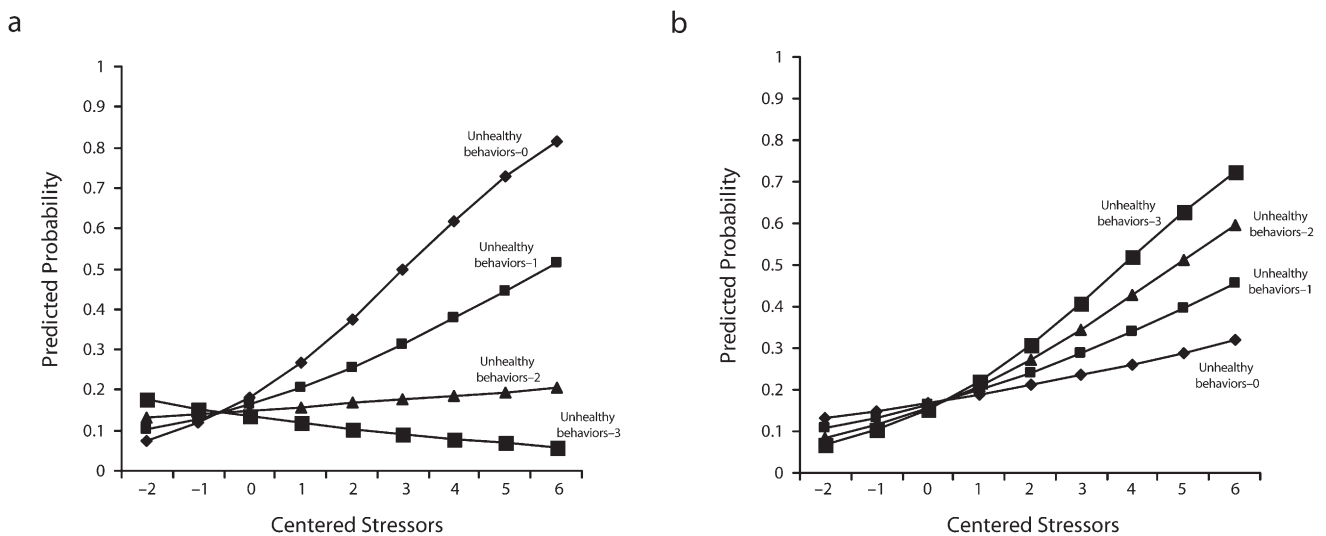 a
1
0.9
0.8
0.7
0.6
0.5
0.4
0.3
0.2
0.1
0
Predicted Probability
Unhealthy
behaviors–0
Unhealthy
behaviors–1
Unhealthy
behaviors–2
Unhealthy
behaviors–3
–2 –1 0 1 2 3 4 5 6
Centered Stressors
b
1
0.9
0.8
0.7
0.6
0.5
0.4
0.3
0.2
0.1
0
Predicted Probability
Unhealthy
behaviors–3
Unhealthy
behaviors–2
Unhealthy
behaviors–1
Unhealthy
behaviors–0
–2 –1 0 1 2 3 4 5 6
Centered Stressors